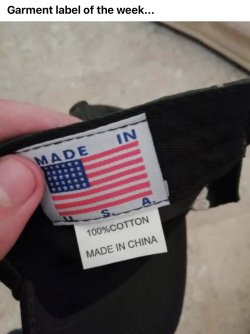 Garment label of the week...
MADE IN
U. S. A.
100%COTTON
MADE IN CHINA